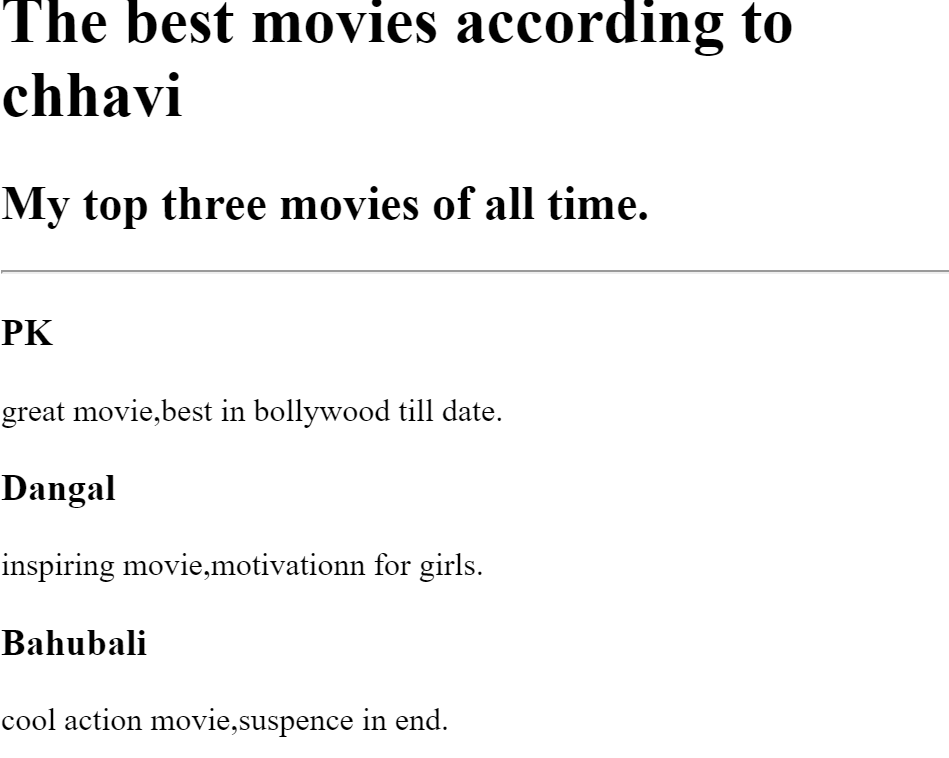 The best movies according to
chhavi
My top three movies of all time.
PK
great movie,best in bollywood till date.
Dangal
inspiring movie,motivationn for girls.
Bahubali
cool action movie,suspence in end.